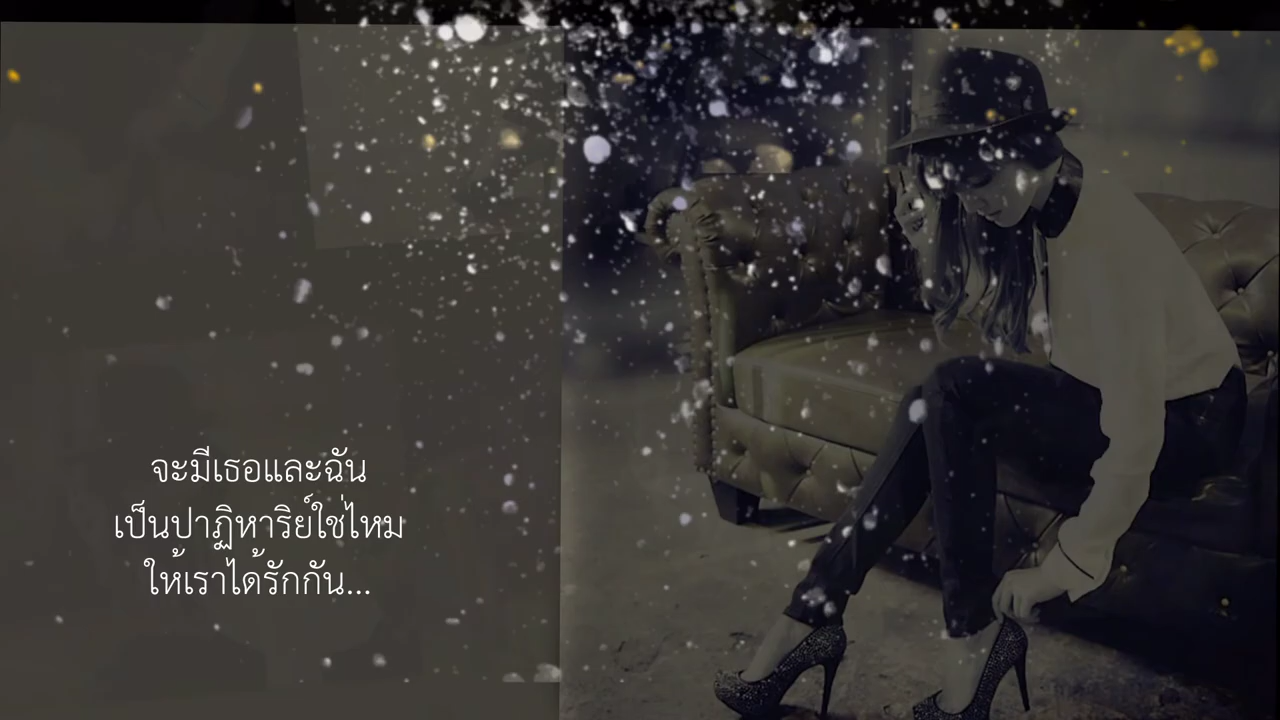 จะมีเธอและฉัน
เป็นปาฏิหาริย์ใช่ไหม
ให้เราได้รักกัน...